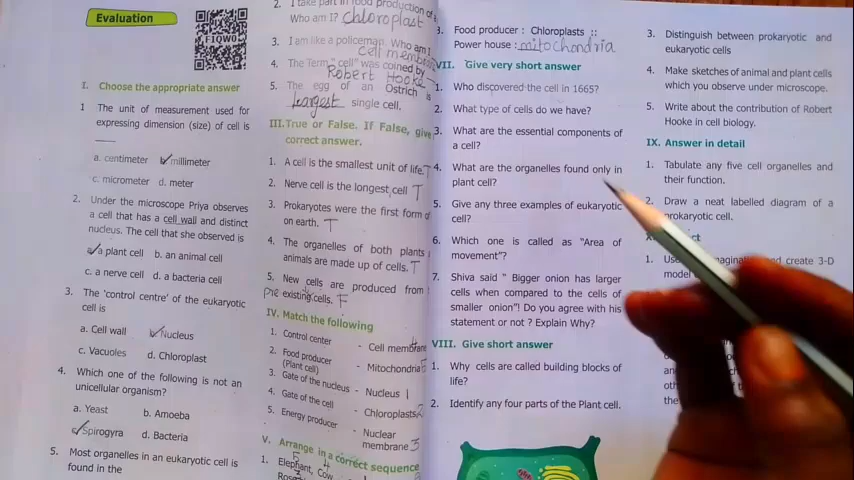 Evaluation
FIQW0
I. Choose the appropriate answer
1 The unit of measurement used for
expressing dimension (size) of cell is
a. centimeter b. millimeter
c. micrometer d. meter
2. Under the microscope Priya observes
a cell that has a cell wall and distinct
nucleus. The cell that she observed is
a. a plant cell b. an animal cell
c. a nerve cell d. a bacteria cell
3. The 'control centre' of the eukaryotic
cell is
a. Cell wall b. Nucleus
c. Vacuoles d. Chloroplast
4. Which one of the following is not an
unicellular organism?
a. Yeast b. Amoeba
c. Spirogyra d. Bacteria
5. Most organelles in an eukaryotic cell is
found in the
2. I take part in food production of
Who am I? chloroplast
3. I am like a policeman. Who am I
cell membran
4. The Term "cell" was coined by
Robert Hooke
5. The egg of an Ostrich is
Largest single cell.
III. True or False. If False, give
correct answer.
1. A cell is the smallest unit of life. T
2. Nerve cell is the longest cell T
3. Prokaryotes were the first form
on earth. T
4. The organelles of both plants
animals are made up of cells. T
5. New cells are produced from
pre existing cells. F
IV. Match the following
1. Control center - Cell membrane 4
2. Food producer - Mitochondria 5
(Plant cell)
3. Gate of the nucleus - Nucleus 1
4. Gate of the cell - Chloroplasts 2
5. Energy producer - Nuclear
membrane 3
V. Arrange in a correct sequence
1. Elephant, Cow
3. Food producer : Chloroplasts ::
Power house : mitochondria
VII. Give very short answer
1. Who discovered the cell in 1665?
2. What type of cells do we have?
3. What are the essential components of
a cell?
4. What are the organelles found only in
plant cell?
5. Give any three examples of eukaryotic
cell?
6. Which one is called as "Area of
movement"?
7. Shiva said " Bigger onion has larger
cells when compared to the cells of
smaller onion"! Do you agree with his
statement or not ? Explain Why?
VIII. Give short answer
1. Why cells are called building blocks of
life?
2. Identify any four parts of the Plant cell.
3. Distinguish between prokaryotic and
eukaryotic cells
4. Make sketches of animal and plant cells
which you observe under microscope.
5. Write about the contribution of Robert
Hooke in cell biology.
IX. Answer in detail
1. Tabulate any five cell organelles and
their function.
2. Draw a neat labelled diagram of a
prokaryotic cell.
1. and create 3-D
model